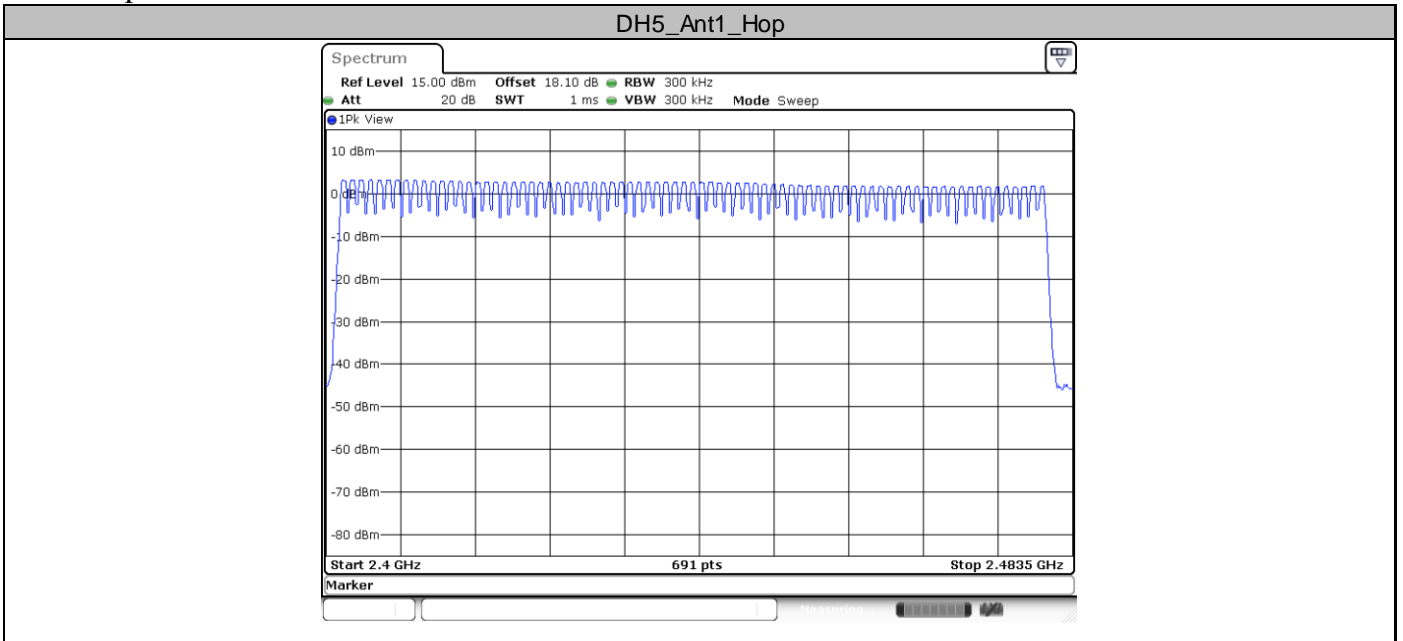 DH5_Ant1_Hop
Spectrum
Ref Level 15.00 dBm Offset 18.10 dB RBW 300 kHz
Att 20 dB SWT 1 ms VBW 300 kHz Mode Sweep
1Pk View
10 dBm
0 dBm
-10 dBm
-20 dBm
-30 dBm
-40 dBm
-50 dBm
-60 dBm
-70 dBm
-80 dBm
Start 2.4 GHz 691 pts Stop 2.4835 GHz
Marker
Measuring...